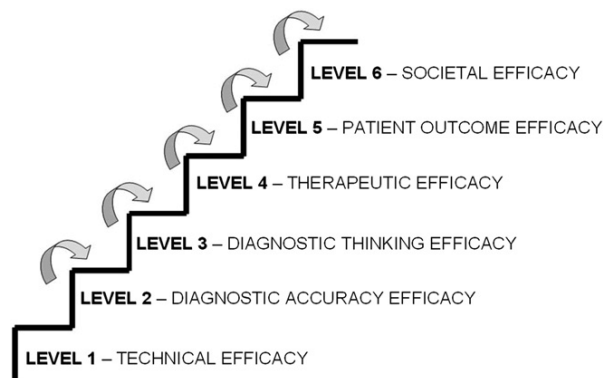 LEVEL 6 – SOCIETAL EFFICACY
LEVEL 5 – PATIENT OUTCOME EFFICACY
LEVEL 4 – THERAPEUTIC EFFICACY
LEVEL 3 – DIAGNOSTIC THINKING EFFICACY
LEVEL 2 – DIAGNOSTIC ACCURACY EFFICACY
LEVEL 1 – TECHNICAL EFFICACY